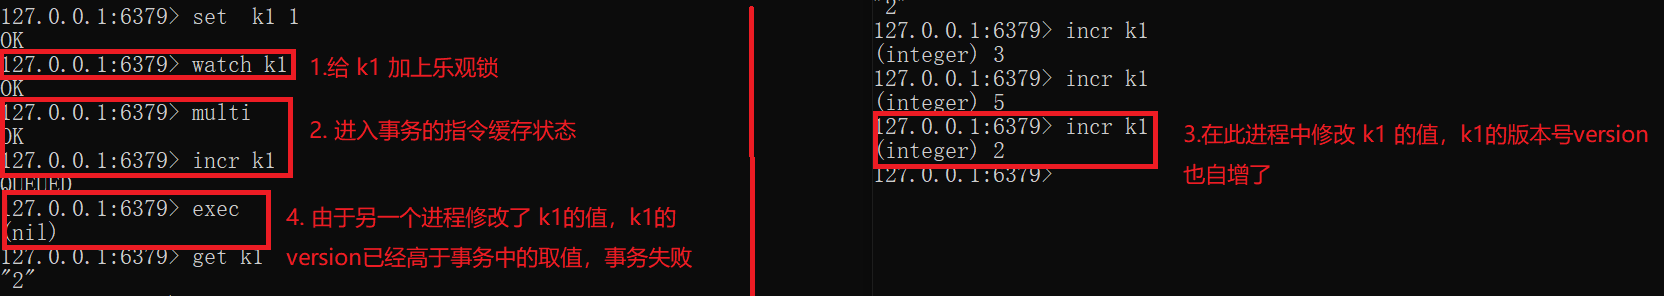 127.0.0.1:6379> set  k1 1
OK
127.0.0.1:6379> watch k1
1.给 k1 加上乐观锁
OK
127.0.0.1:6379> multi
OK
2. 进入事务的指令缓存状态
127.0.0.1:6379> incr k1
QUEUED
127.0.0.1:6379> exec
(nil)
4. 由于另一个进程修改了 k1的值，k1的
version已经高于事务中的取值，事务失败
127.0.0.1:6379> get k1
"2"
"2"
127.0.0.1:6379> incr k1
(integer) 3
127.0.0.1:6379> incr k1
(integer) 5
127.0.0.1:6379> incr k1
(integer) 2
3.在此进程中修改 k1 的值，k1的版本号version
也自增了
127.0.0.1:6379>